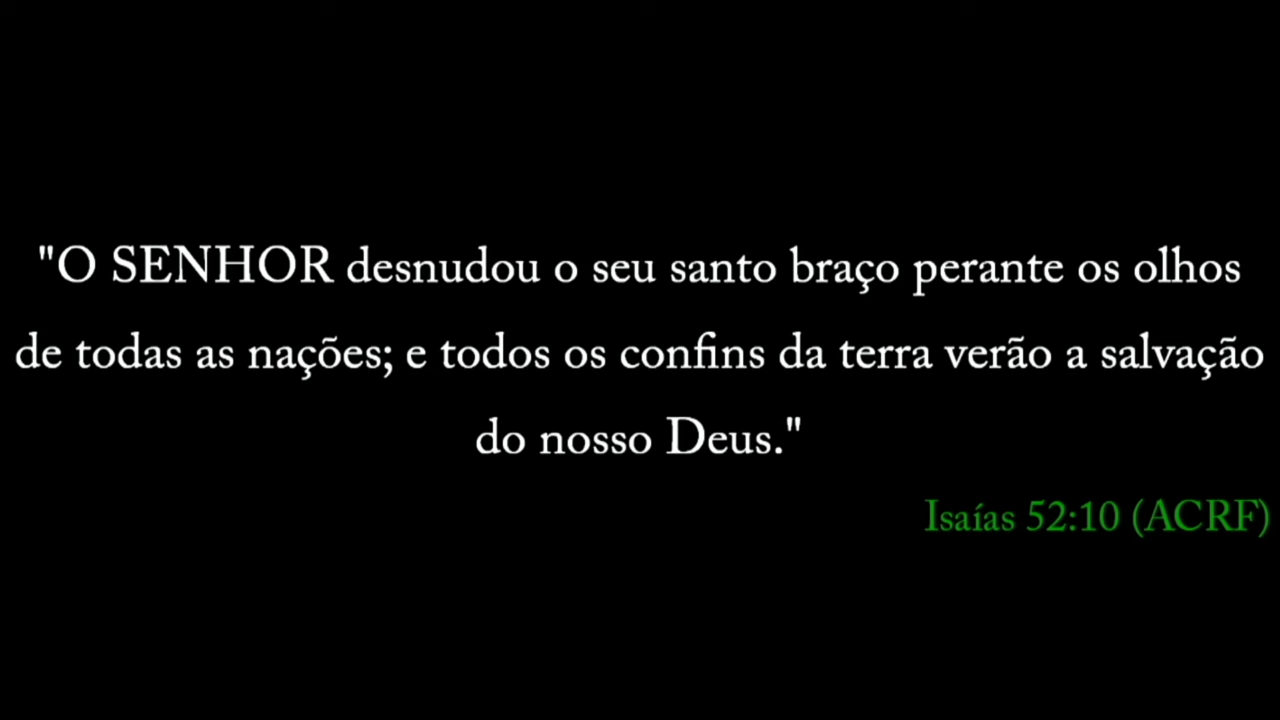 "O SENHOR desnudou o seu santo braço perante os olhos
de todas as nações; e todos os confins da terra verão a salvação
do nosso Deus."
Isaías 52:10 (ACRF)